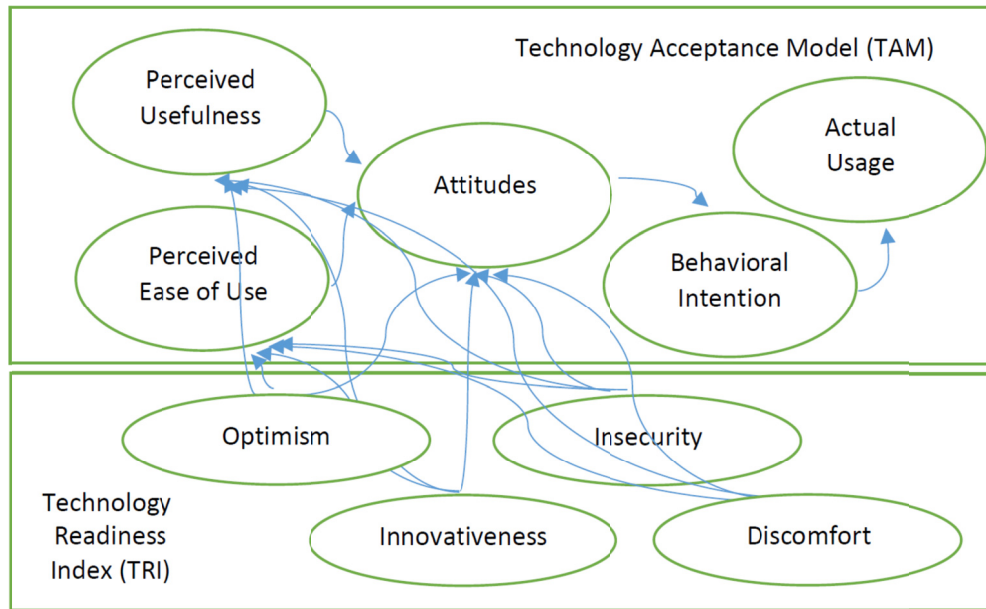 Technology Acceptance Model (TAM)
Perceived
Usefulness
Actual
Usage
Attitudes
Perceived
Ease of Use
Behavioral
Intention
Optimism
Insecurity
Technology
Readiness
Index (TRI)
Innovativeness
Discomfort